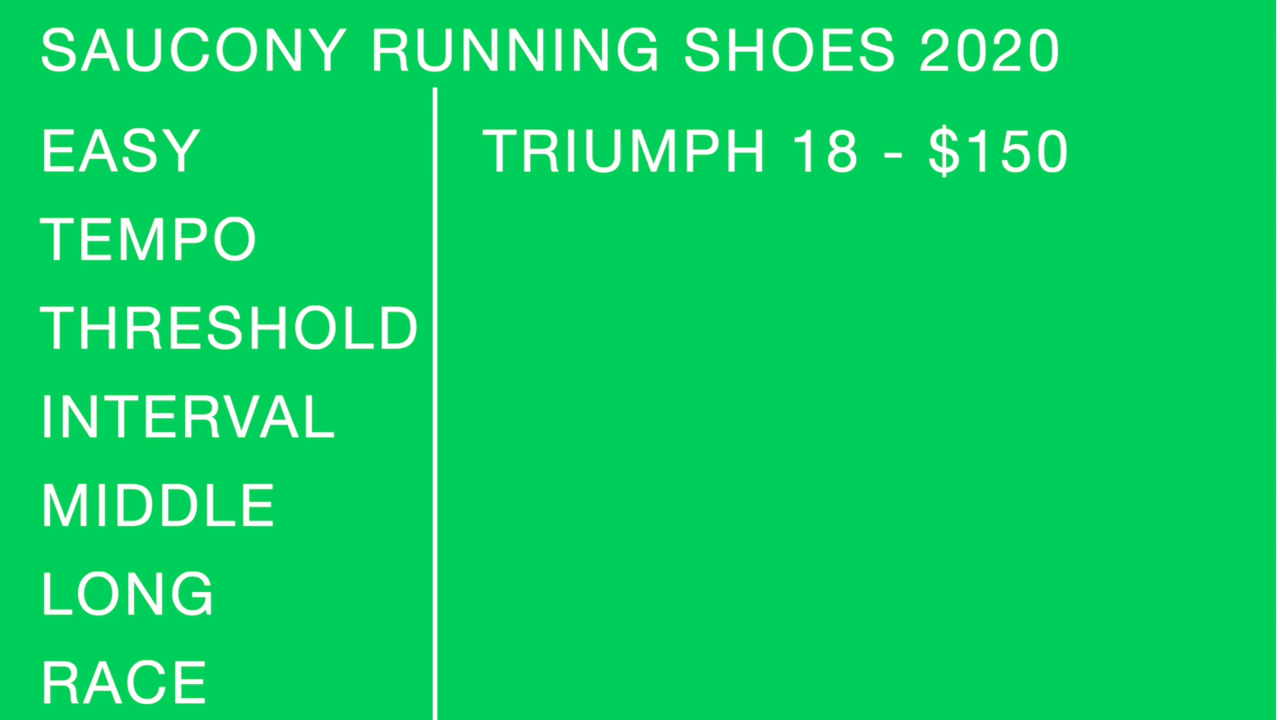 SAUCONY RUNNING SHOES 2020
EASY TRIUMPH 18 - $150
TEMPO
THRESHOLD
INTERVAL
MIDDLE
LONG
RACE